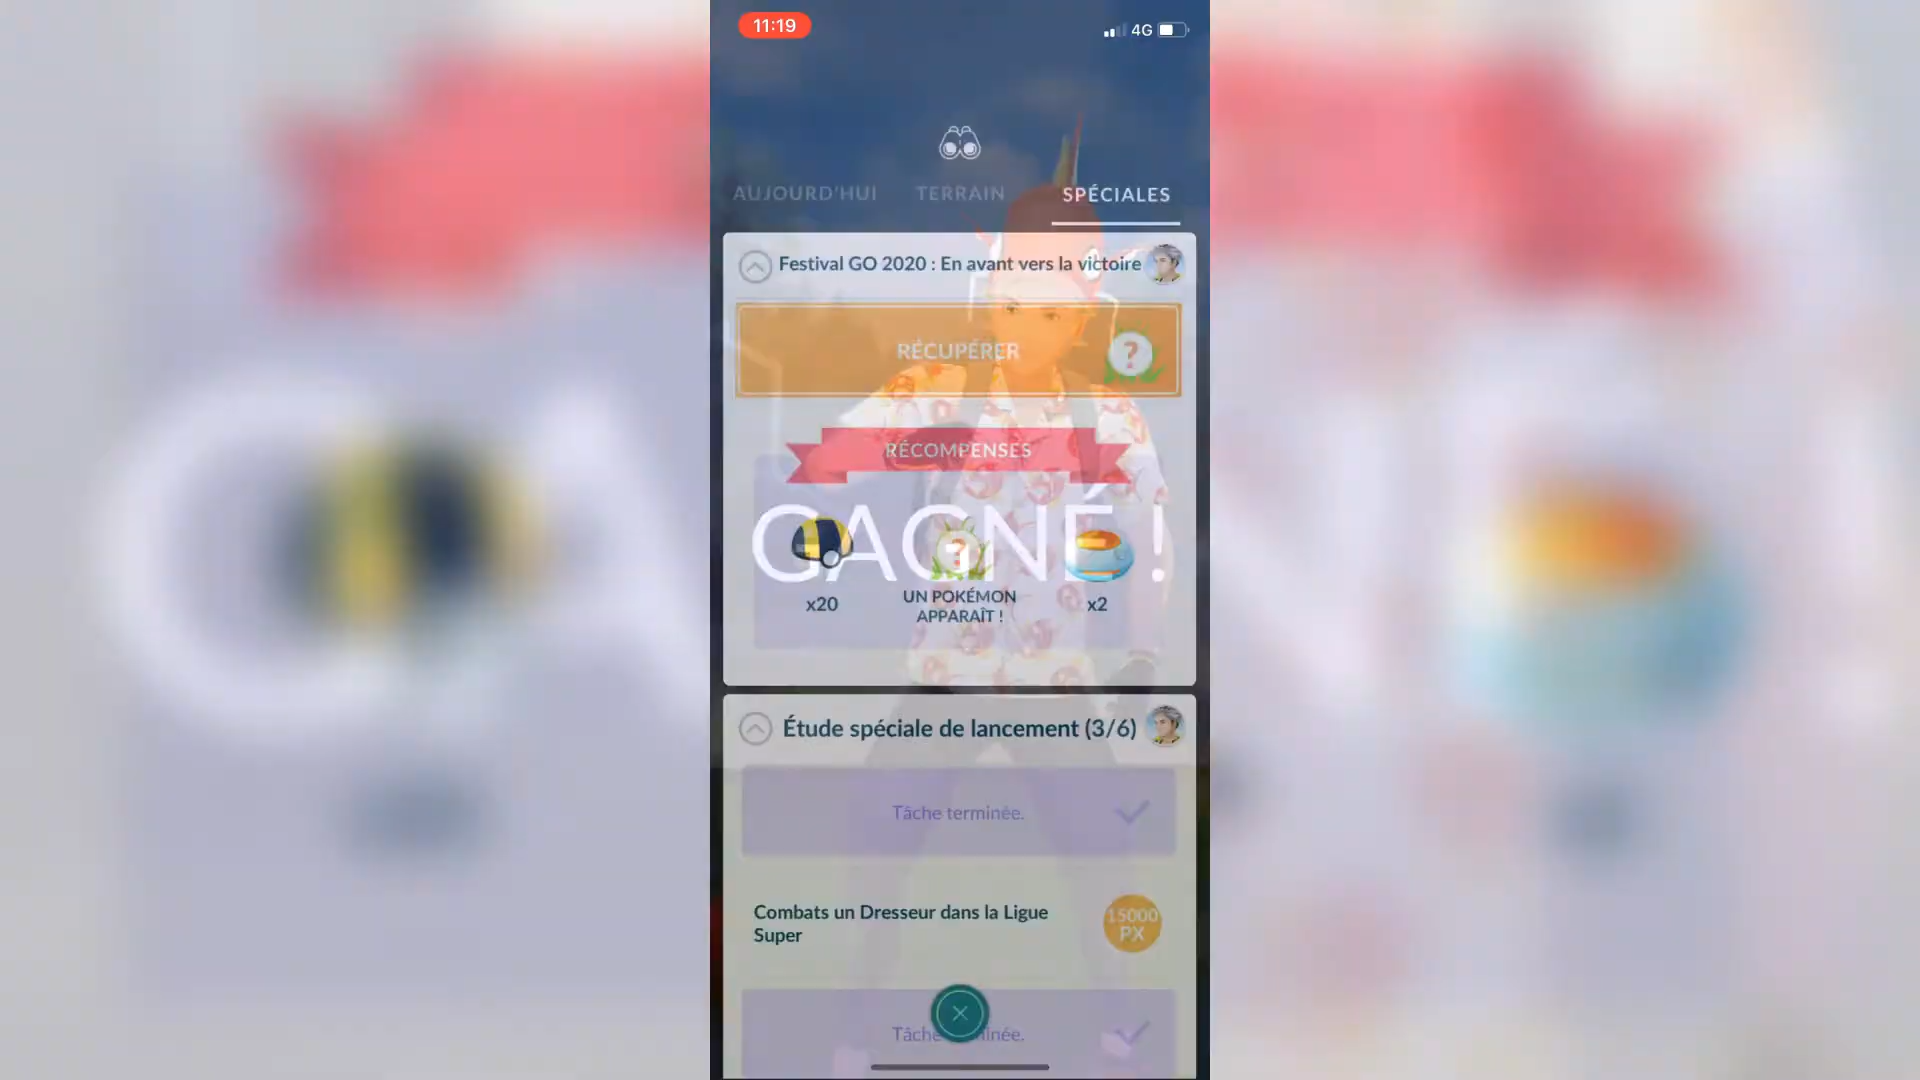 11:19
4G
AUJOURD'HUI TERRAIN SPÉCIALES
Festival GO 2020 : En avant vers la victoire
RÉCUPÉRER
?
RÉCOMPENSES
GAGNÉ !
?
x20
UN POKÉMON
APPARAÎT !
x2
Étude spéciale de lancement (3/6)
Tâche terminée.
Combats un Dresseur dans la Ligue
Super
15000
PX
Tâche terminée.